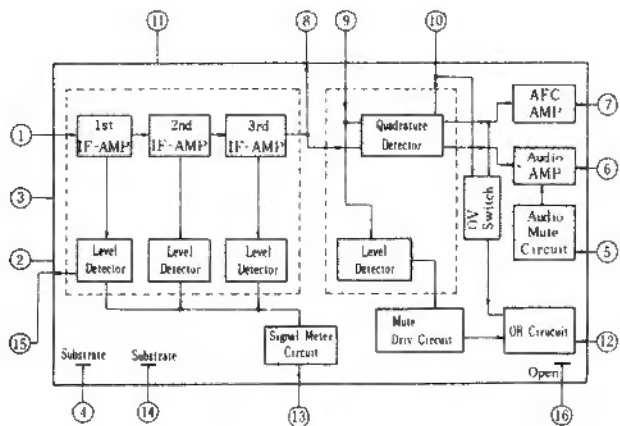 11
8
9
10
1
1st
IF-AMP
2nd
IF-AMP
3rd
IF-AMP
Quadrature
Detector
AFC
AMP
7
3
Audio
AMP
6
OV
Switch
Audio
Mute
Circuit
5
2
Level
Detector
Level
Detector
Level
Detector
Level
Detector
15
Signal Meter
Circuit
Mute
Driv Circuit
OR Circuit
12
Substrate
Substrate
Open
4
14
13
16